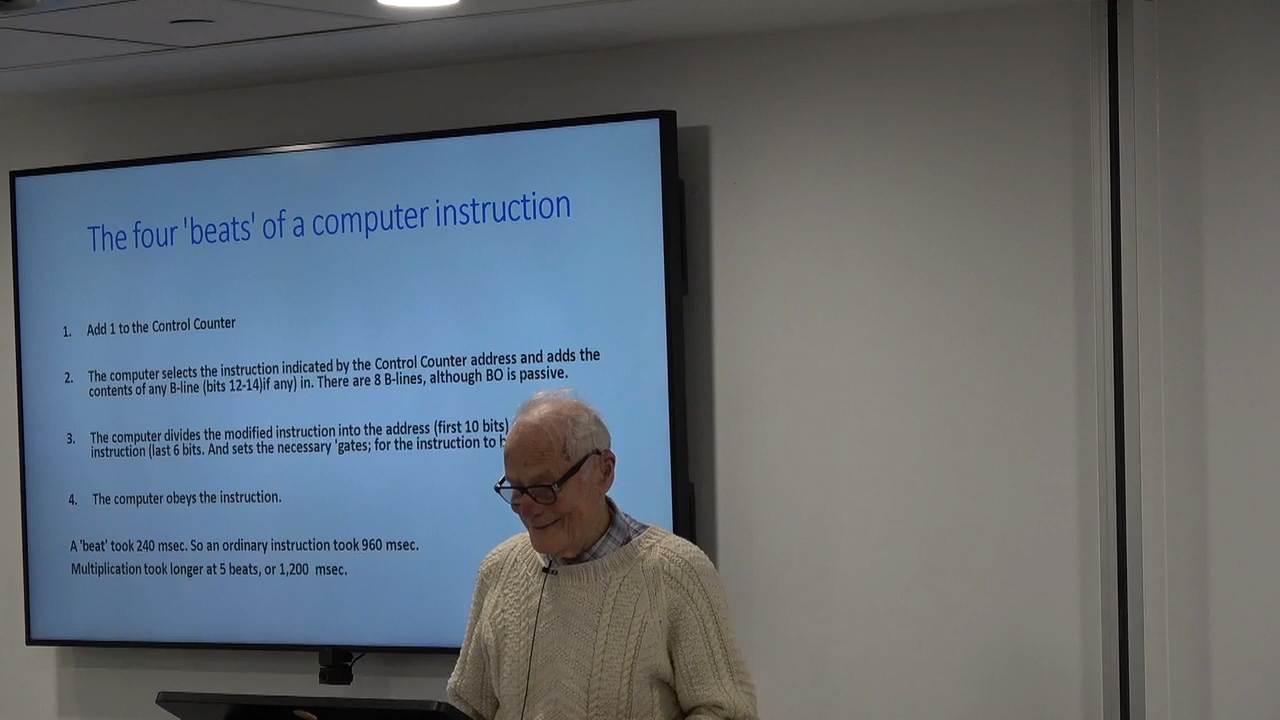 The four 'beats' of a computer instruction
1. Add 1 to the Control Counter
2. The computer selects the instruction indicated by the Control Counter address and adds the
contents of any B-line (bits 12-14)if any) in. There are 8 B-lines, although BO is passive.
3. The computer divides the modified instruction into the address (first 10 bits)
instruction (last 6 bits. And sets the necessary 'gates; for the instruction to
4. The computer obeys the instruction.
A 'beat' took 240 msec. So an ordinary instruction took 960 msec.
Multiplication took longer at 5 beats, or 1,200 msec.